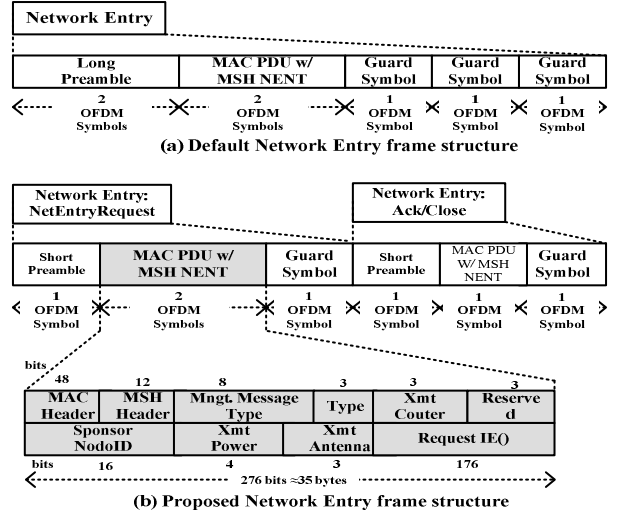 Network Entry
Long Preamble
MAC PDU w/ MSH NENT
Guard Symbol
Guard Symbol
Guard Symbol
2 OFDM Symbols
2 OFDM Symbols
1 OFDM Symbol
1 OFDM Symbol
1 OFDM Symbol
(a) Default Network Entry frame structure
Network Entry: NetEntryRequest
Network Entry: Ack/Close
Short Preamble
MAC PDU w/ MSH NENT
Guard Symbol
Short Preamble
MAC PDU W/ MSH NENT
Guard Symbol
1 OFDM Symbol
2 OFDM Symbols
1 OFDM Symbol
1 OFDM Symbol
1 OFDM Symbol
1 OFDM Symbol
bits
48 12 8 3 3 3
MAC Header
MSH Header
Mngt. Message Type
Type
Xmt Couter
Reserve d
Sponsor NodoID
Xmt Power
Xmt Antenna
Request IE()
bits 16 4 3 176
276 bits ≈35 bytes
(b) Proposed Network Entry frame structure